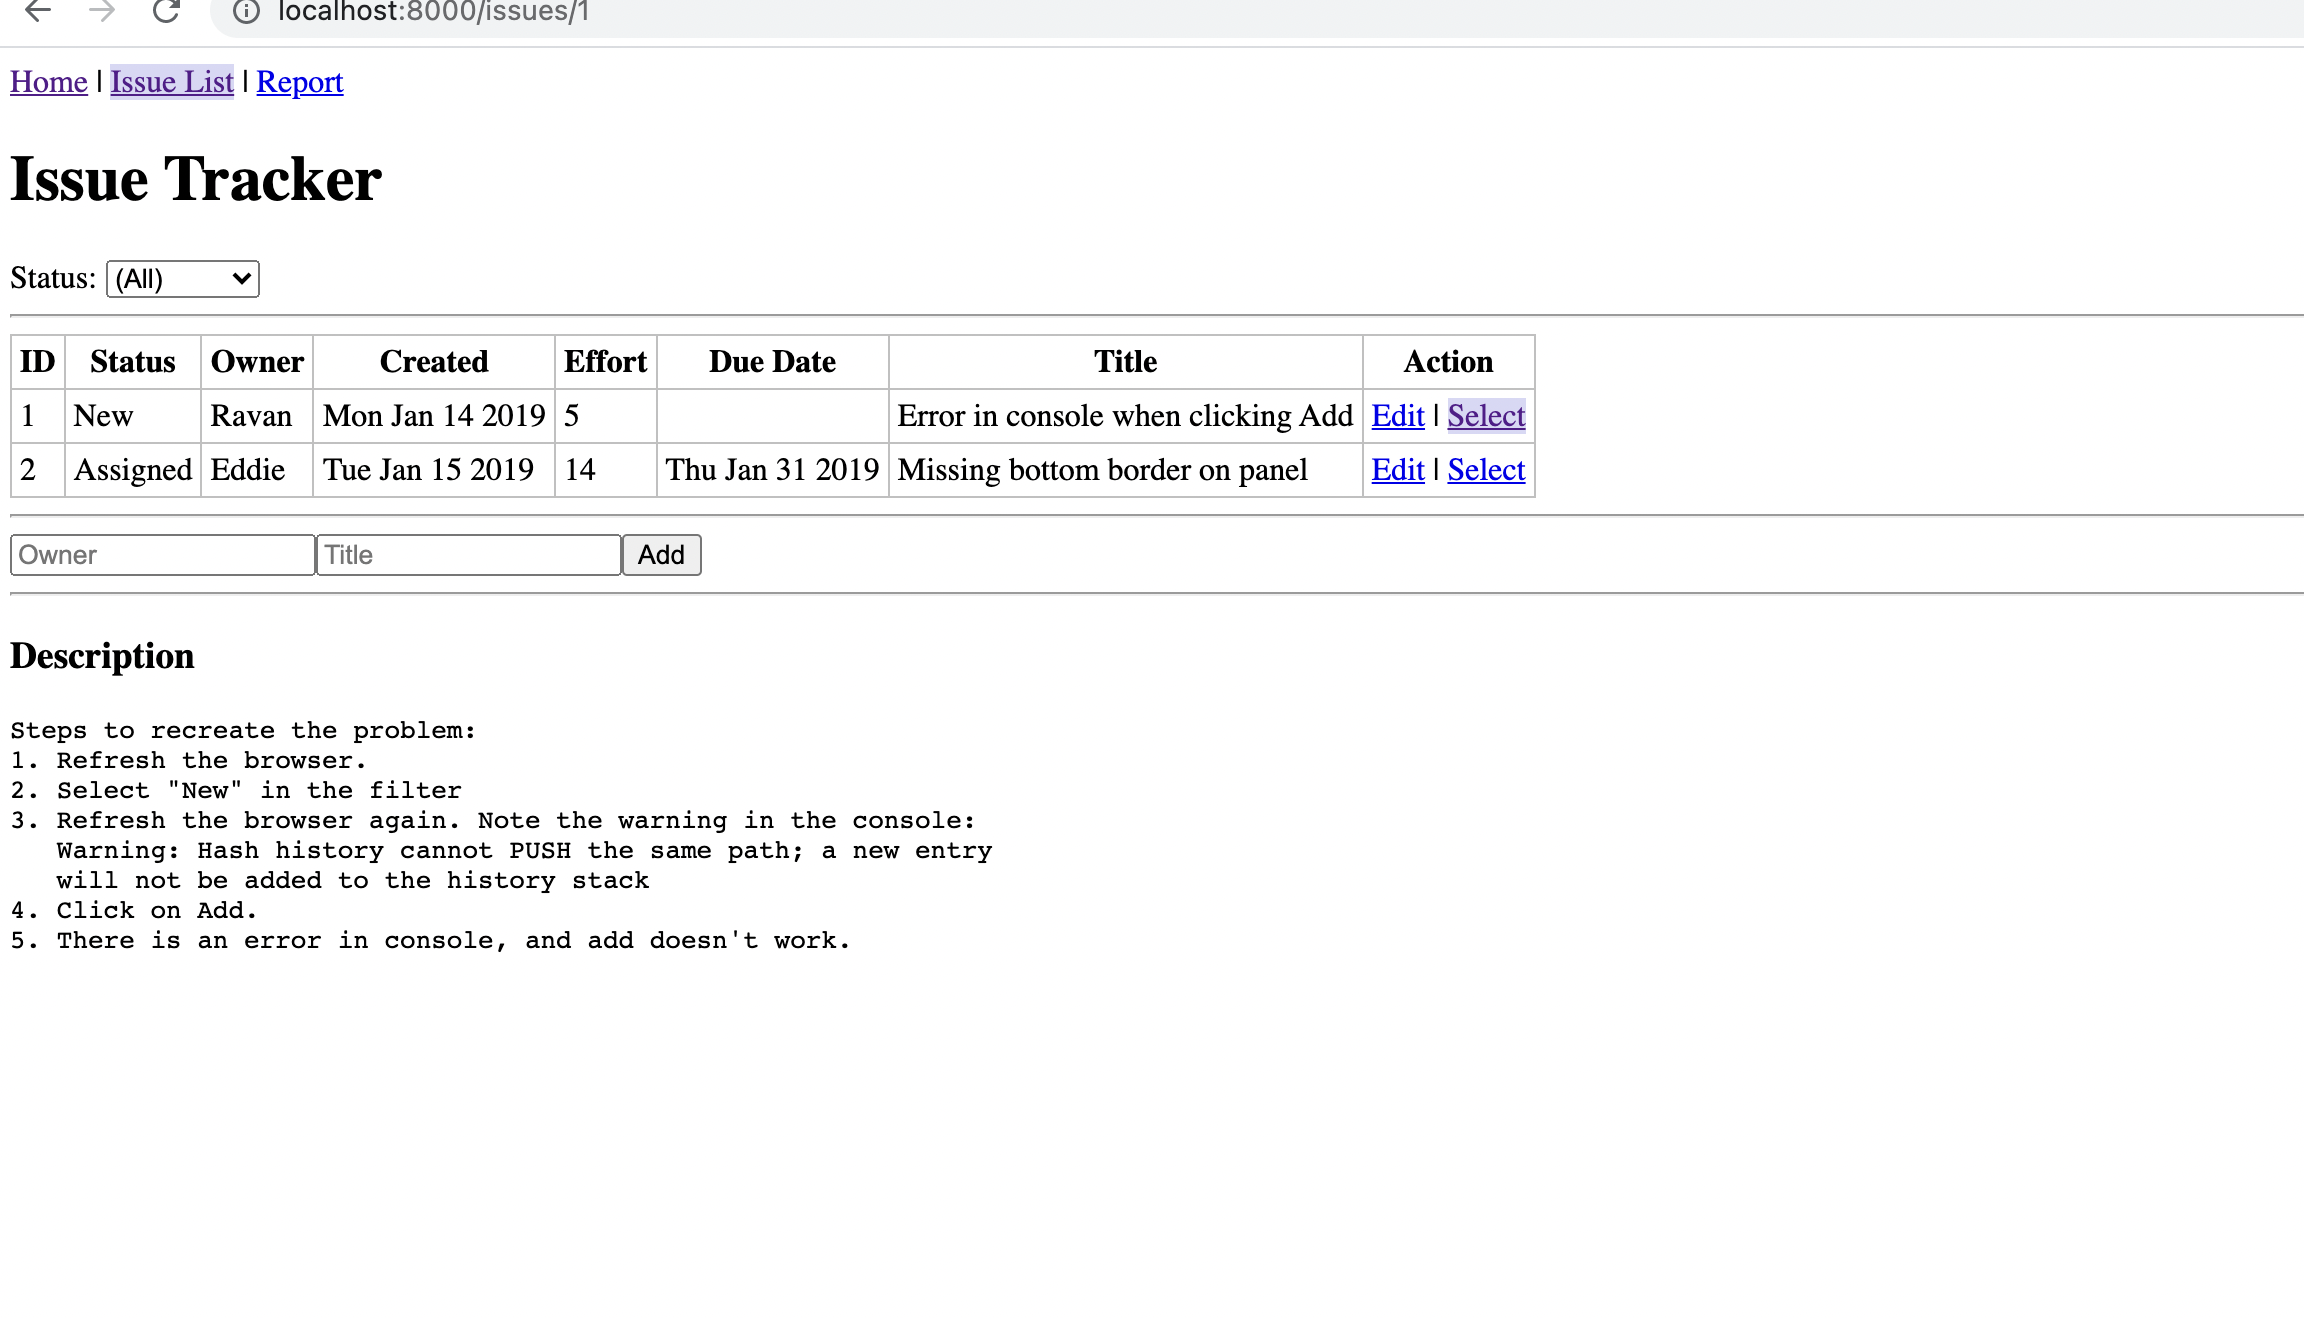 localhost:8000/issues/1
Home | Issue List | Report
Issue Tracker
Status: (All)
ID Status Owner Created Effort Due Date Title Action
1 New Ravan Mon Jan 14 2019 5 Error in console when clicking Add Edit | Select
2 Assigned Eddie Tue Jan 15 2019 14 Thu Jan 31 2019 Missing bottom border on panel Edit | Select
Owner Title Add
Description
Steps to recreate the problem:
1. Refresh the browser.
2. Select "New" in the filter
3. Refresh the browser again. Note the warning in the console:
   Warning: Hash history cannot PUSH the same path; a new entry
   will not be added to the history stack
4. Click on Add.
5. There is an error in console, and add doesn't work.